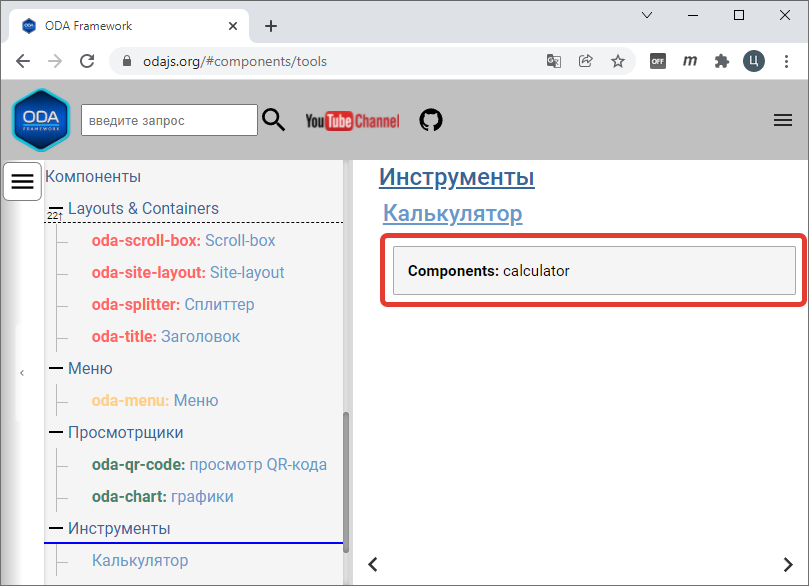 ODA Framework
odajs.org/#components/tools
OFF
m
Ц
ODA
FRAMEWORK
введите запрос
YouTube Channel
Компоненты
22↑
Layouts & Containers
oda-scroll-box: Scroll-box
oda-site-layout: Site-layout
oda-splitter: Сплиттер
oda-title: Заголовок
Меню
oda-menu: Меню
Просмотрщики
oda-qr-code: просмотр QR-кода
oda-chart: графики
Инструменты
Калькулятор
Инструменты
Калькулятор
Components: calculator